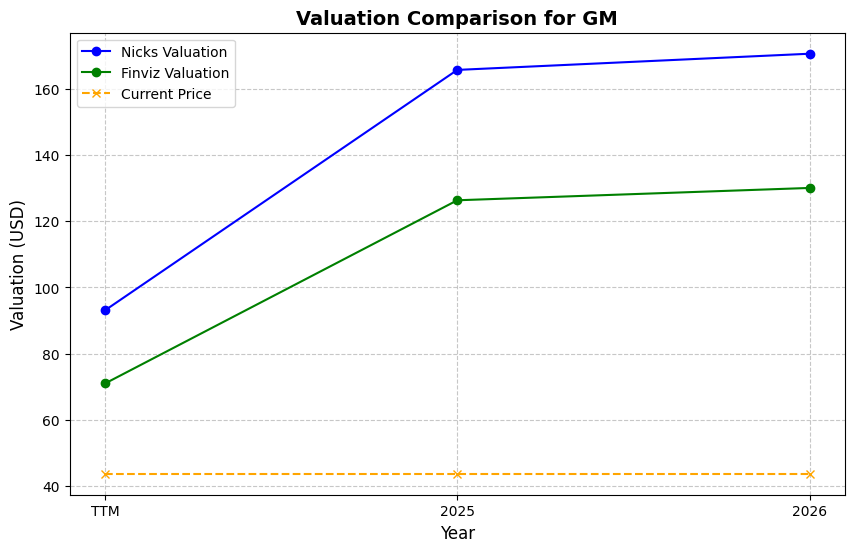 Valuation Comparison for GM
Nicks Valuation
Finviz Valuation
Current Price
Valuation (USD)
160
140
120
100
80
60
40
TTM
2025
2026
Year